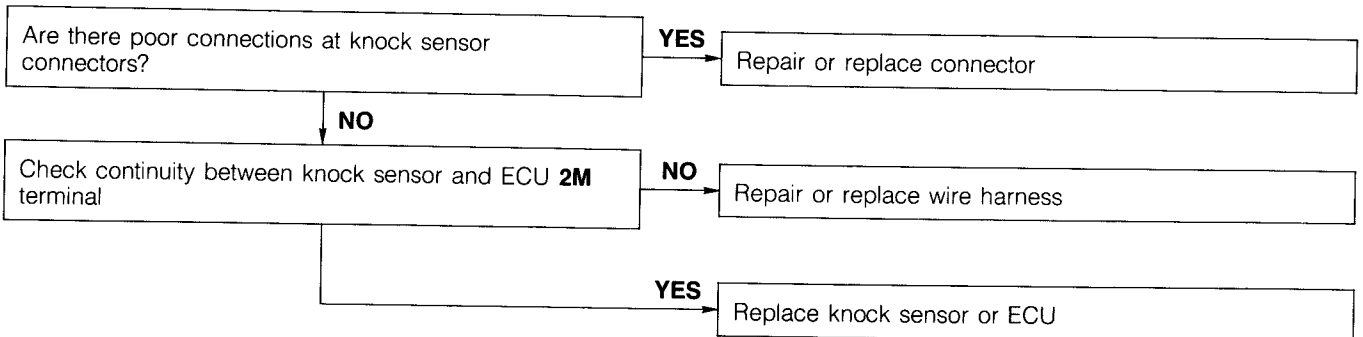 Are there poor connections at knock sensor
connectors?
YES
Repair or replace connector
NO
Check continuity between knock sensor and ECU 2M
terminal
NO
Repair or replace wire harness
YES
Replace knock sensor or ECU